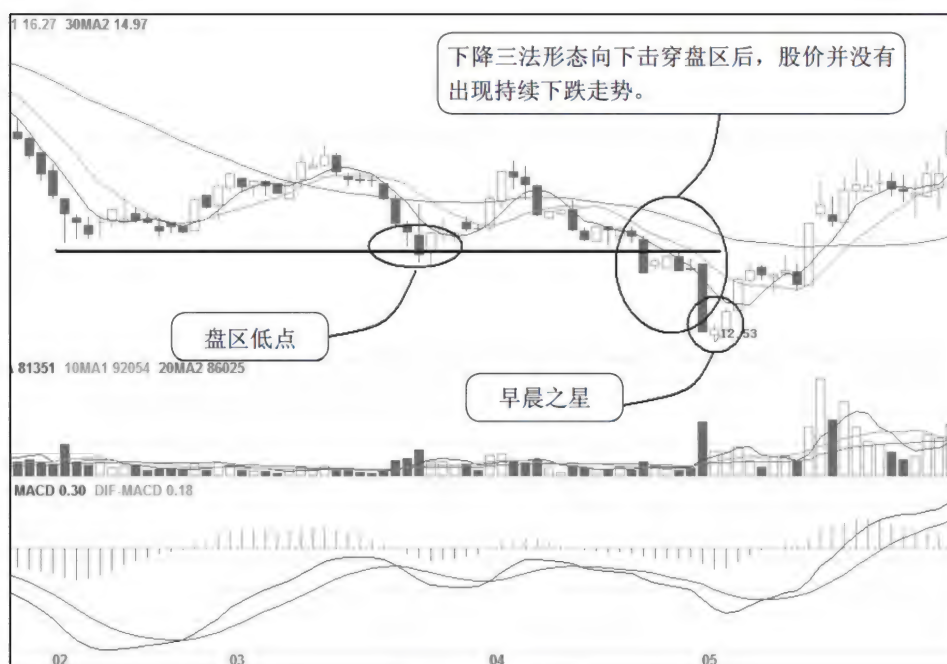 1 16.27 30MA2 14.97
下降三法形态向下击穿盘区后，股价并没有
出现持续下跌走势。
盘区低点
12.53
早晨之星
81351 10MA1 92054 20MA2 86025
MACD 0.30 DIF-MACD 0.18
02 03 04 05